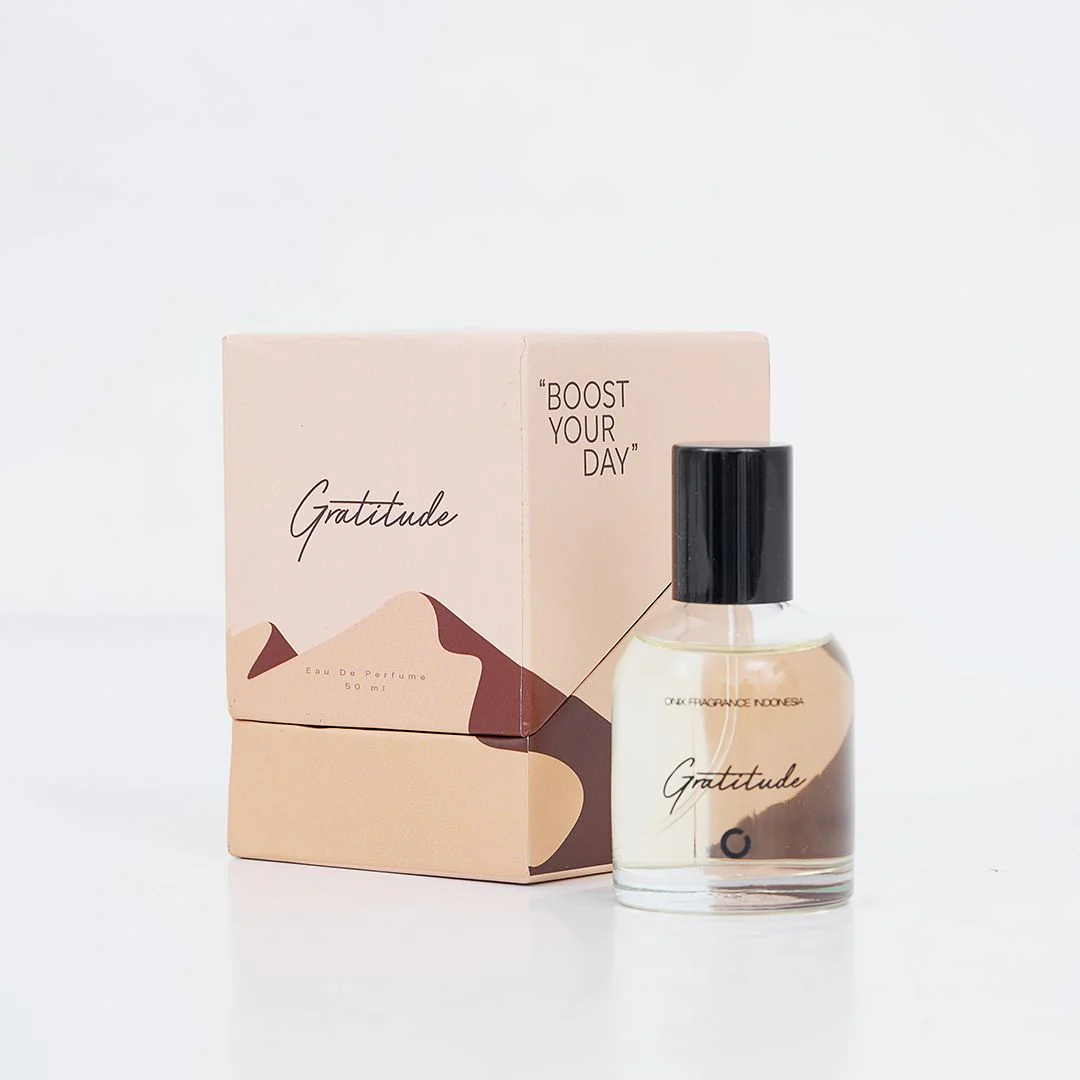 Gratitude
Eau De Perfume
50 ml
“BOOST
YOUR
DAY”
ONIX FRAGRANCE INDONESIA
Gratitude